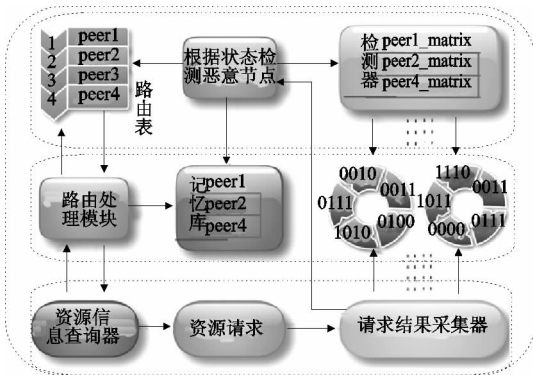 1 peer1
2 peer2
3 peer3
4 peer4
路由表
根据状态检
测恶意节点
检测器
peer1_matrix
peer2_matrix
peer4_matrix
路由处
理模块
记忆库
peer1
peer2
peer4
0010
0011
0111
0100
1010
1110
0011
1011
0111
0000
资源信
息查询器
资源请求
请求结果采集器